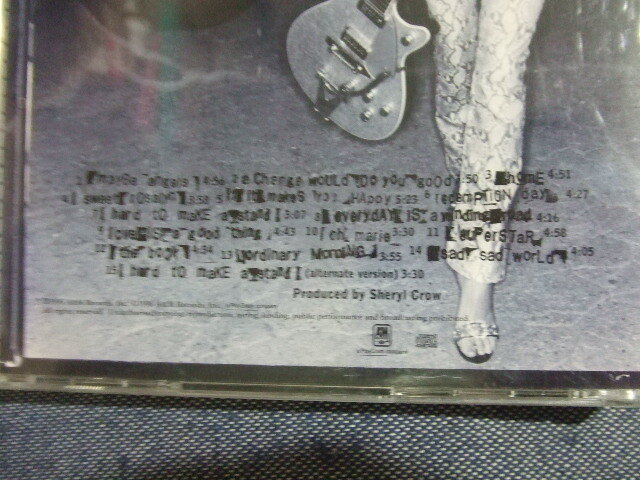 1 maybe angels 4:56 2 a change would do you good 4:50 3 home 4:51
4 sweet rosalyn 3:58 5 if it makes you happy 5:23 6 redemption day 4:27
7 hard to make a stand 3:07 8 everyday is a winding road 4:16
9 love is a good thing 4:43 10 oh marie 3:30 11 superstar 4:58
12 the book 4:34 13 ordinary morning 3:55 14 sad sad world 4:05
15 hard to make a stand (alternate version) 3:30
Produced by Sheryl Crow